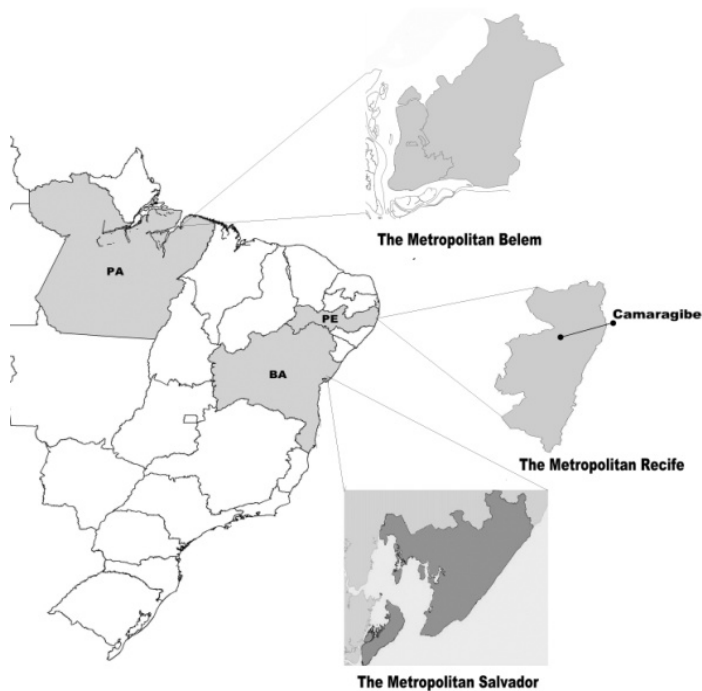 The Metropolitan Belem
PA
PE
Camaragibe
BA
The Metropolitan Recife
The Metropolitan Salvador